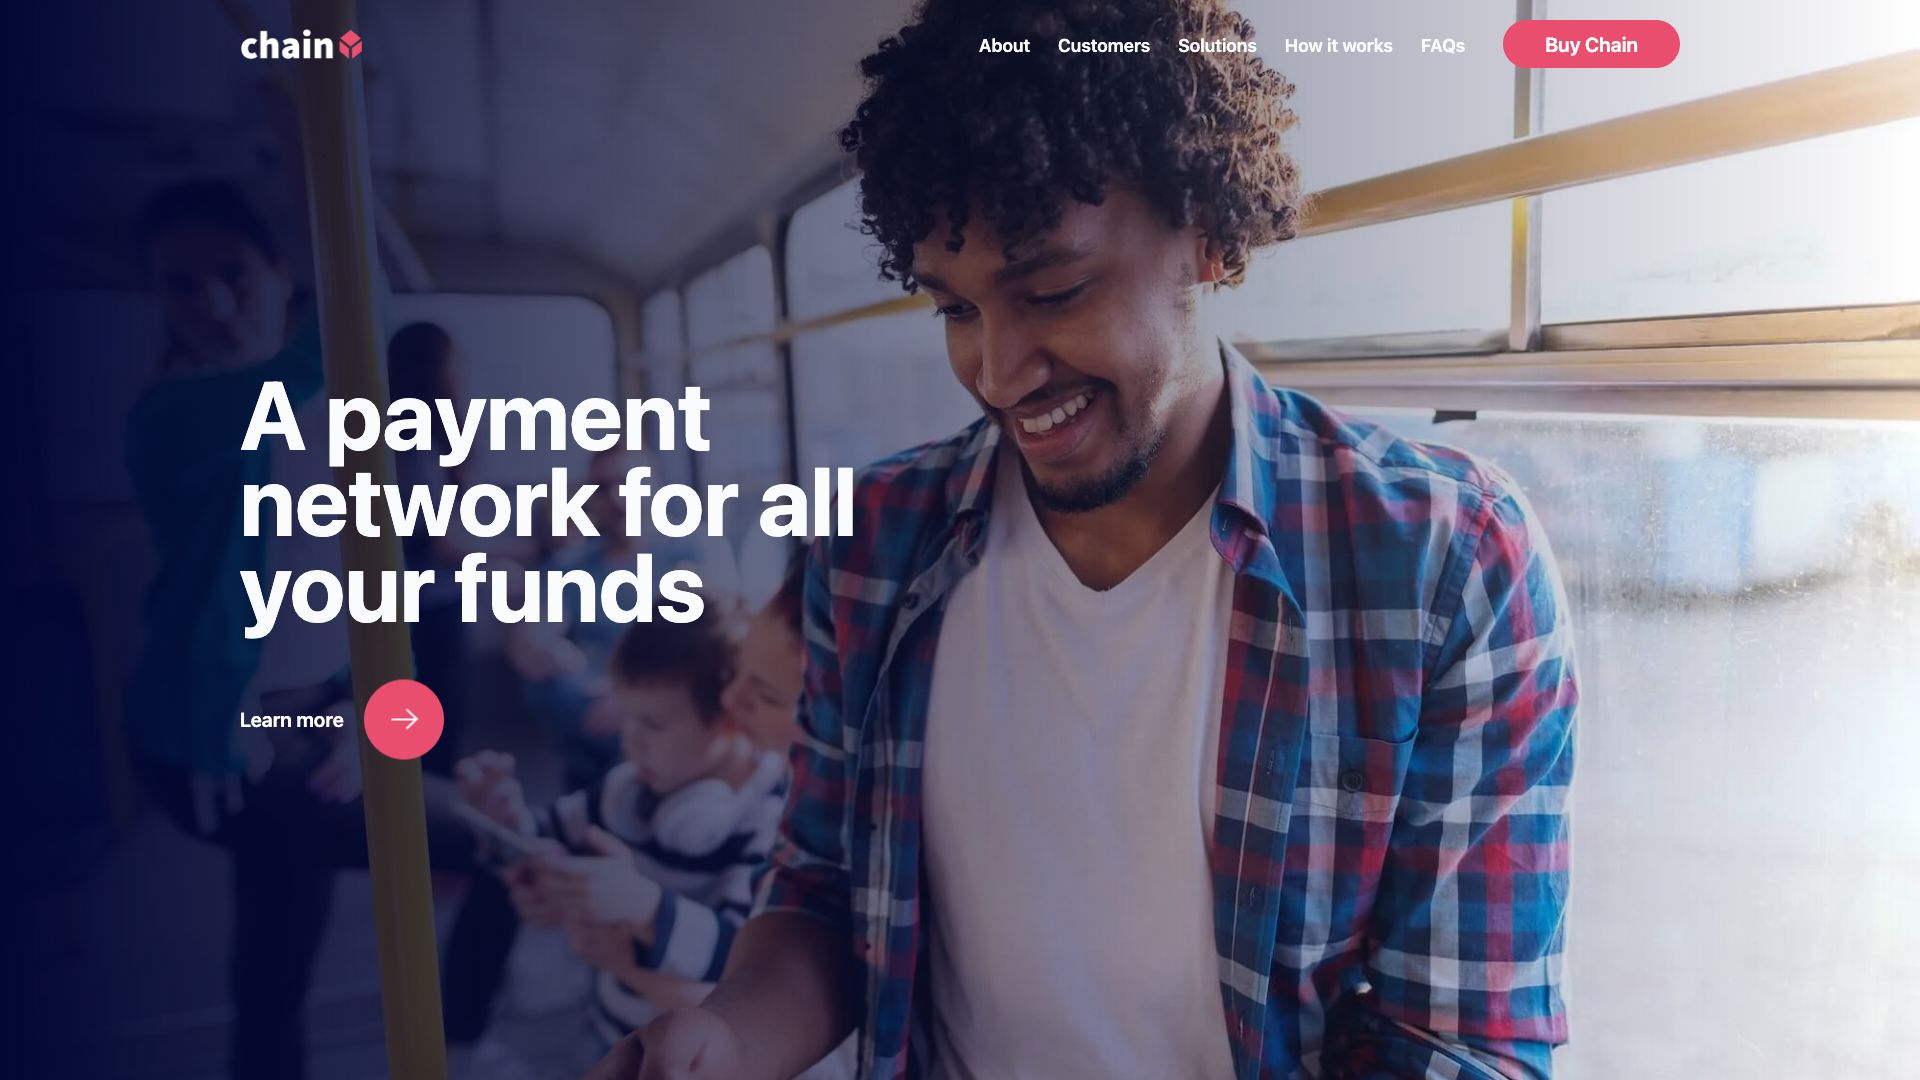 chain
About
Customers
Solutions
How it works
FAQs
Buy Chain
A payment
network for all
your funds
Learn more